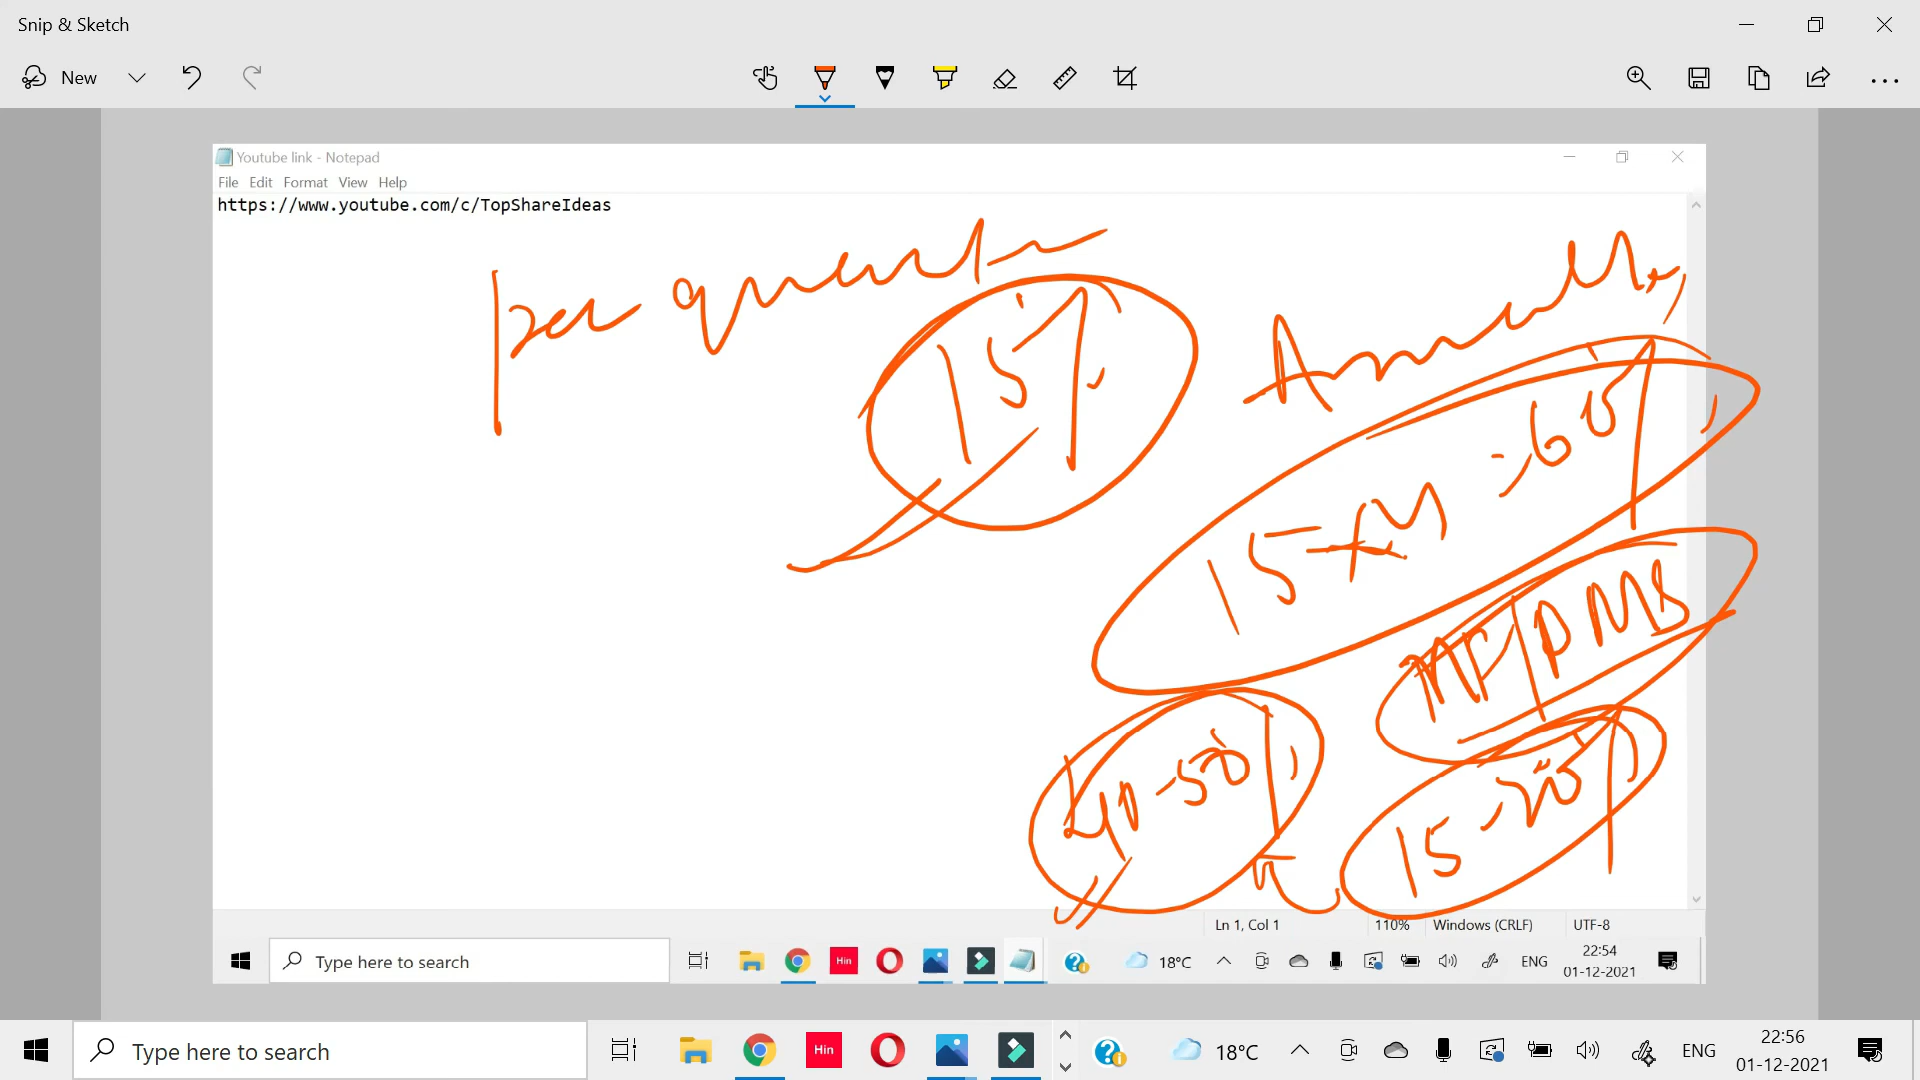 Snip & Sketch
New
Youtube link - Notepad
File Edit Format View Help
https://www.youtube.com/c/TopShareIdeas
per quarter
15%
Annually
15 x 4 = 60%
MF/PMS
40-50%
15-20%
Ln 1, Col 1 110% Windows (CRLF) UTF-8
Type here to search Hin 18°C ENG 22:54
01-12-2021
Type here to search Hin 18°C ENG 22:56
01-12-2021